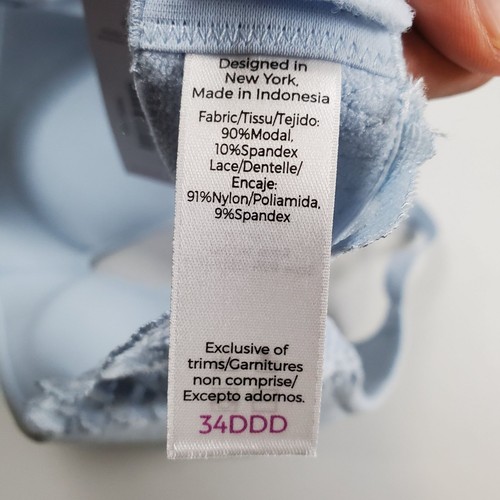 Designed in
New York,
Made in Indonesia
Fabric/Tissu/Tejido:
90%Modal,
10%Spandex
Lace/Dentelle/
Encaje:
91%Nylon/Poliamida,
9%Spandex
Exclusive of
trims/Garnitures
non comprise/
Excepto adornos.
34DDD